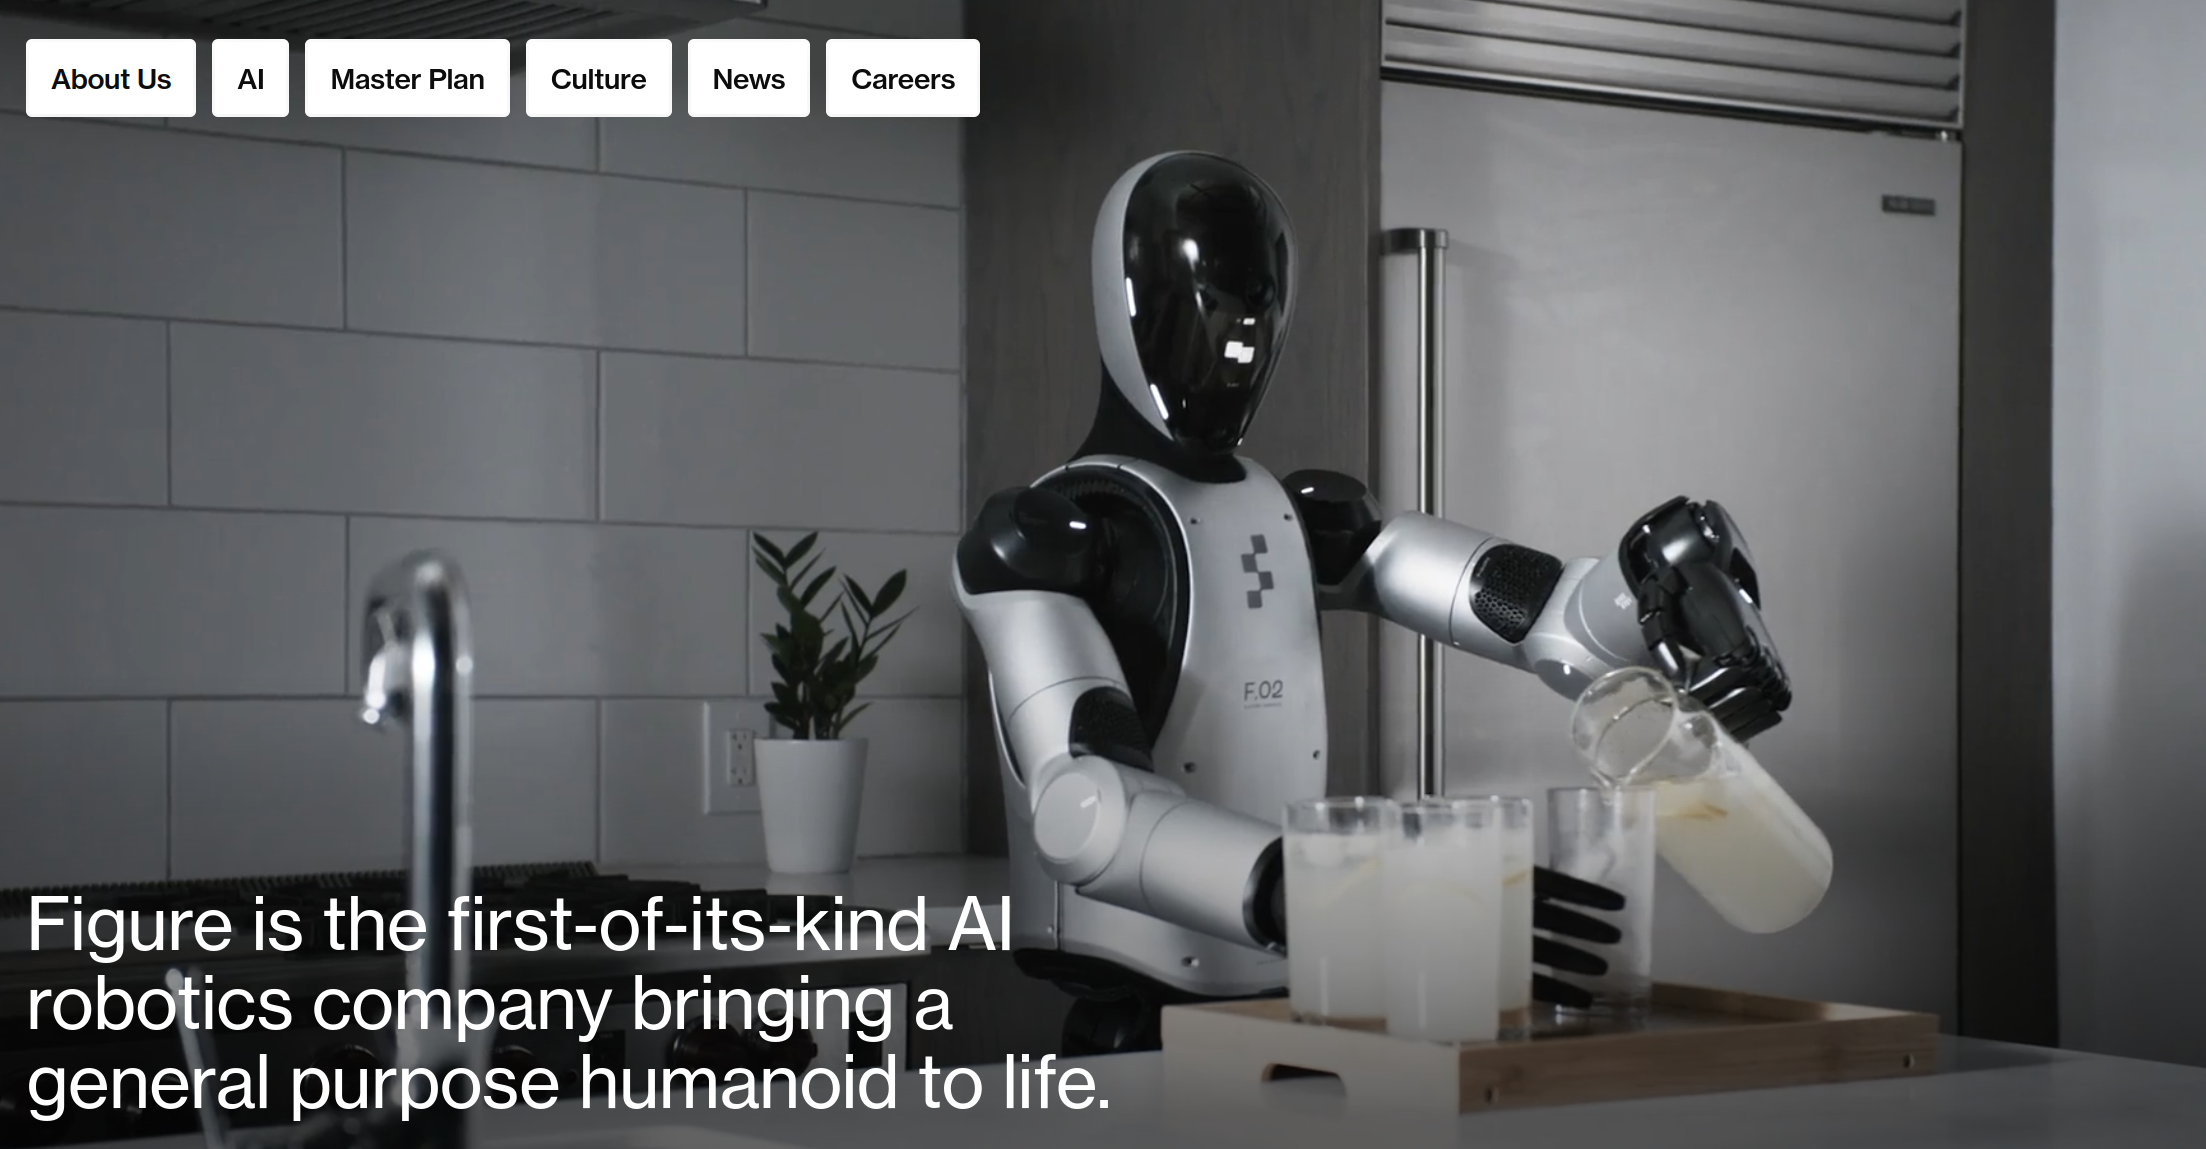 About Us
AI
Master Plan
Culture
News
Careers
F.02
Figure is the first-of-its-kind AI
robotics company bringing a
general purpose humanoid to life.